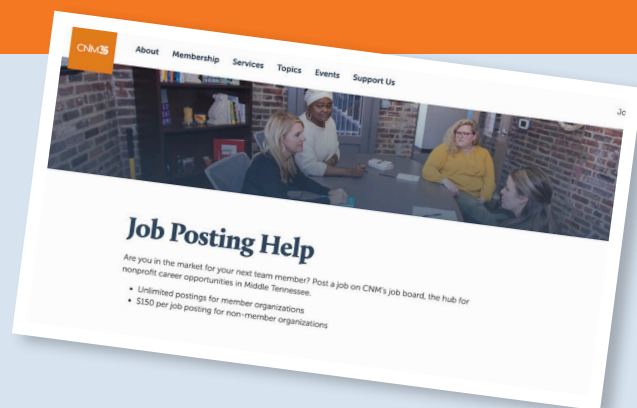 CNM35
About Membership Services Topics Events Support Us
Jo
Job Posting Help
Are you in the market for your next team member? Post a job on CNM's job board, the hub for
nonprofit career opportunities in Middle Tennessee.
• Unlimited postings for member organizations
• $150 per job posting for non-member organizations